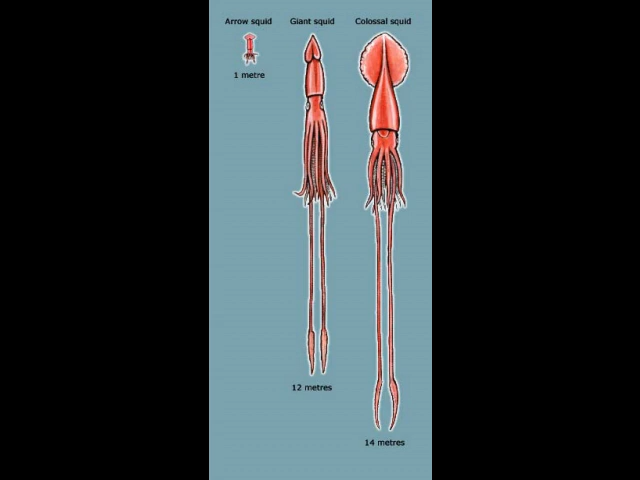 Arrow squid
Giant squid
Colossal squid
1 metre
12 metres
14 metres